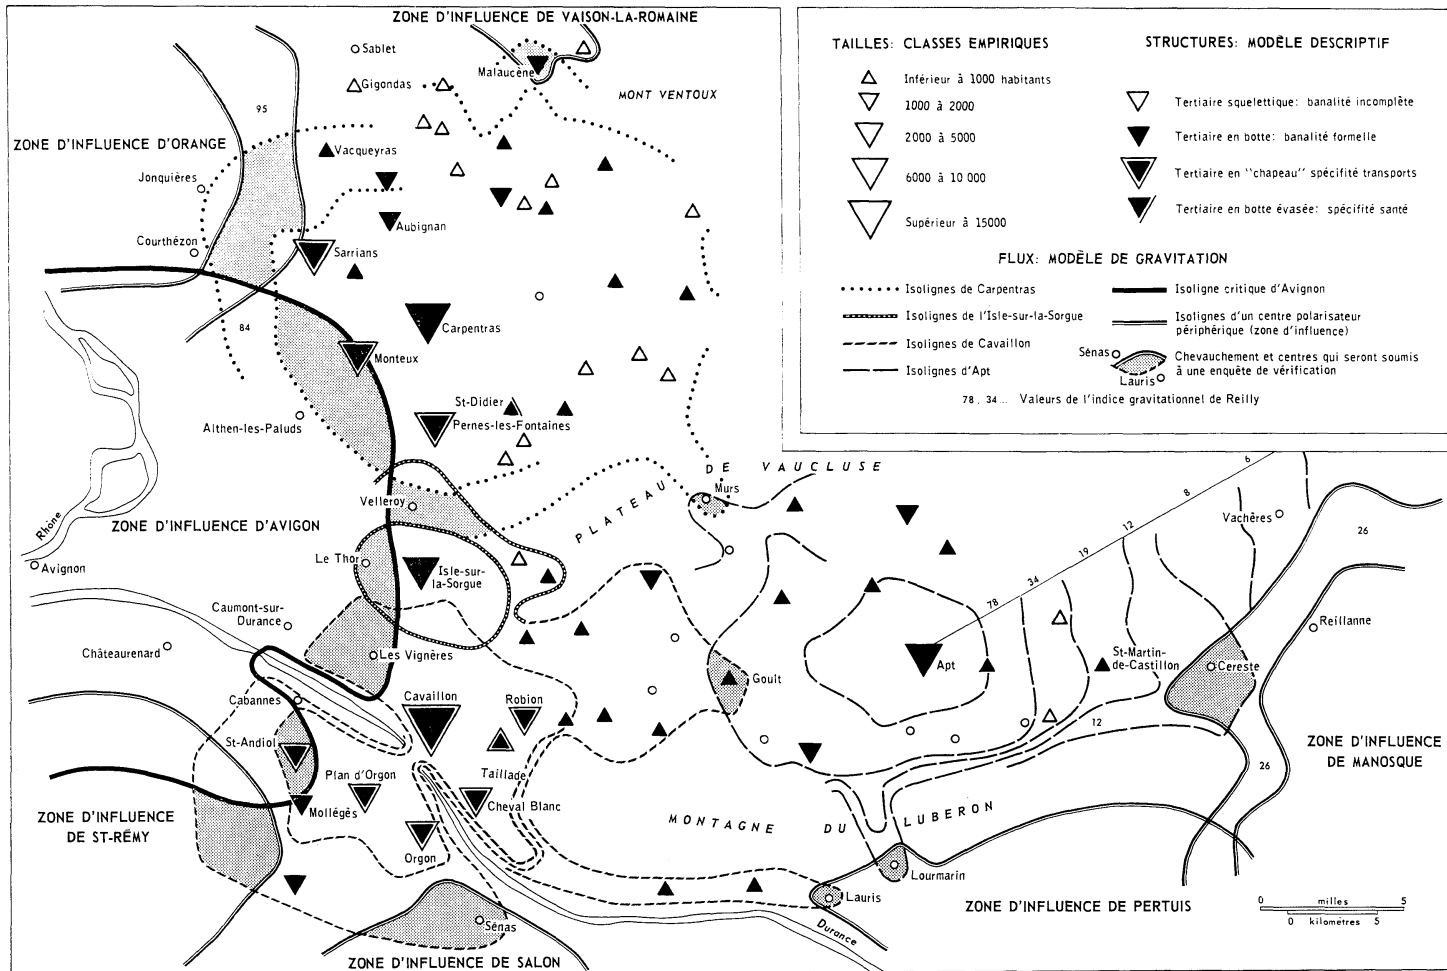 ZONE D'INFLUENCE DE VAISON-LA-ROMAINE
Sablet
Malaucène
Gigondas
MONT VENTOUX
95
ZONE D'INFLUENCE D'ORANGE
Vacqueyras
Jonquières
Aubignan
Courthézon
Sarrians
84
Carpentras
Monteux
St-Didier
Pernes-les-Fontaines
Althen-les-Paluds
PLATEAU DE VAUCLUSE
Murs
Velleroy
Rhône
ZONE D'INFLUENCE D'AVIGON
Avignon
Le Thor
Isle-sur-
la-Sorgue
Caumont-sur-
Durance
Châteaurenard
Les Vignères
Cabannes
Cavaillon
Robion
St-Andiol
Taillade
Plan d'Orgon
Cheval Blanc
Mollégès
Orgon
ZONE D'INFLUENCE
DE ST-RÉMY
Sénas
ZONE D'INFLUENCE DE SALON
MONTAGNE DU LUBERON
Goult
Apt
78
34
19
12
8
6
Vachères
26
Reillanne
St-Martin-
de-Castillon
Cereste
12
26
ZONE D'INFLUENCE
DE MANOSQUE
Lourmarin
Lauris
Durance
ZONE D'INFLUENCE DE PERTUIS
0 milles 5
0 kilomètres 5
TAILLES: CLASSES EMPIRIQUES
Inférieur à 1000 habitants
1000 à 2000
2000 à 5000
6000 à 10 000
Supérieur à 15000
STRUCTURES: MODÈLE DESCRIPTIF
Tertiaire squelettique: banalité incomplète
Tertiaire en botte: banalité formelle
Tertiaire en "chapeau" spécifité transports
Tertiaire en botte évasée: spécifité santé
FLUX: MODÈLE DE GRAVITATION
Isolignes de Carpentras
Isolignes de l'Isle-sur-la-Sorgue
Isolignes de Cavaillon
Isolignes d'Apt
Isoligne critique d'Avignon
Isolignes d'un centre polarisateur
périphérique (zone d'influence)
Sénas
Lauris
Chevauchement et centres qui seront soumis
à une enquête de vérification
78, 34... Valeurs de l'indice gravitationnel de Reilly